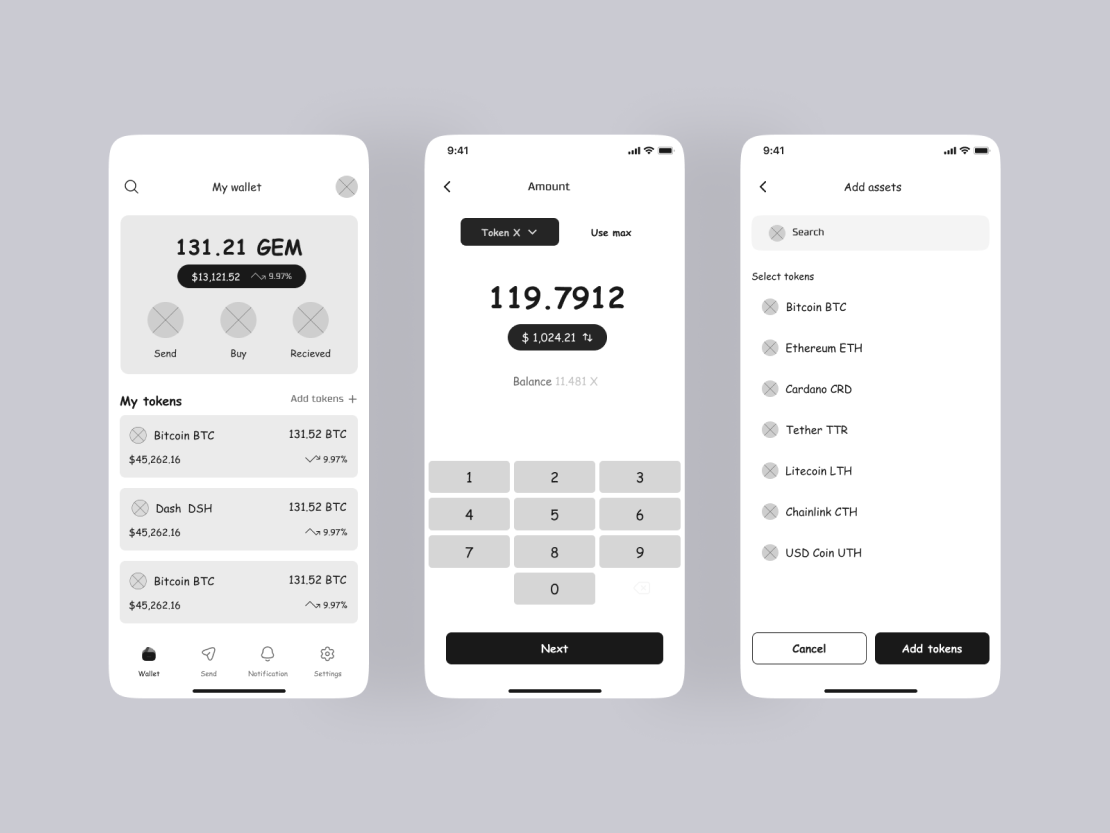 My wallet
131.21 GEM
$13,121.52 9.97%
Send Buy Recieved
My tokens Add tokens +
Bitcoin BTC 131.52 BTC
$45,262.16 9.97%
Dash DSH 131.52 BTC
$45,262.16 9.97%
Bitcoin BTC 131.52 BTC
$45,262.16 9.97%
Wallet Send Notification Settings
9:41
Amount
Token X Use max
119.7912
$ 1,024.21
Balance 11.481 X
1 2 3
4 5 6
7 8 9
0
Next
9:41
Add assets
Search
Select tokens
Bitcoin BTC
Ethereum ETH
Cardano CRD
Tether TTR
Litecoin LTH
Chainlink CTH
USD Coin UTH
Cancel Add tokens